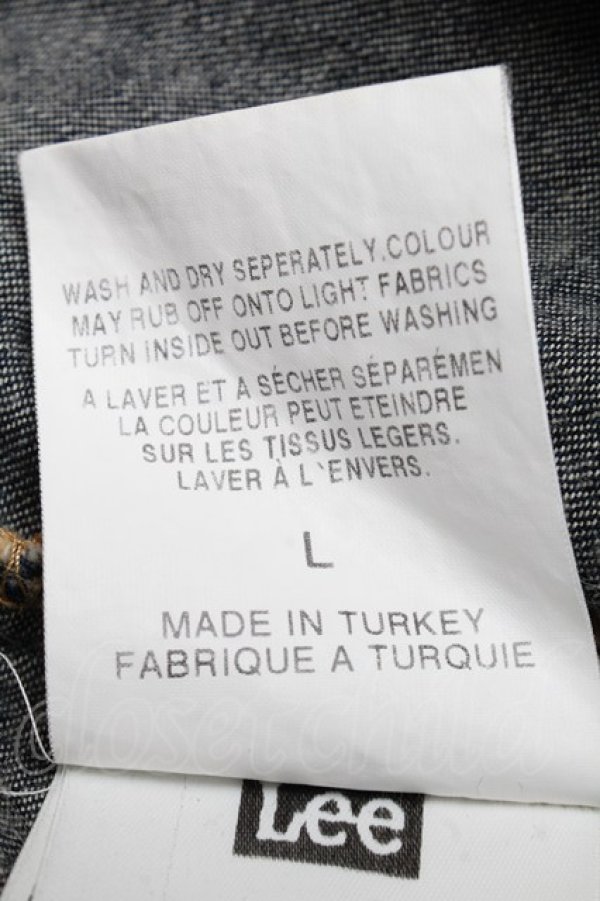 WASH AND DRY SEPERATELY.COLOUR
MAY RUB OFF ONTO LIGHT FABRICS
TURN INSIDE OUT BEFORE WASHING
A LAVER ET A SÉCHER SÉPARÉMEN
LA COULEUR PEUT ETEINDRE
SUR LES TISSUS LEGERS.
LAVER À L'ENVERS.
L
MADE IN TURKEY
FABRIQUE A TURQUIE
closetchild
Lee